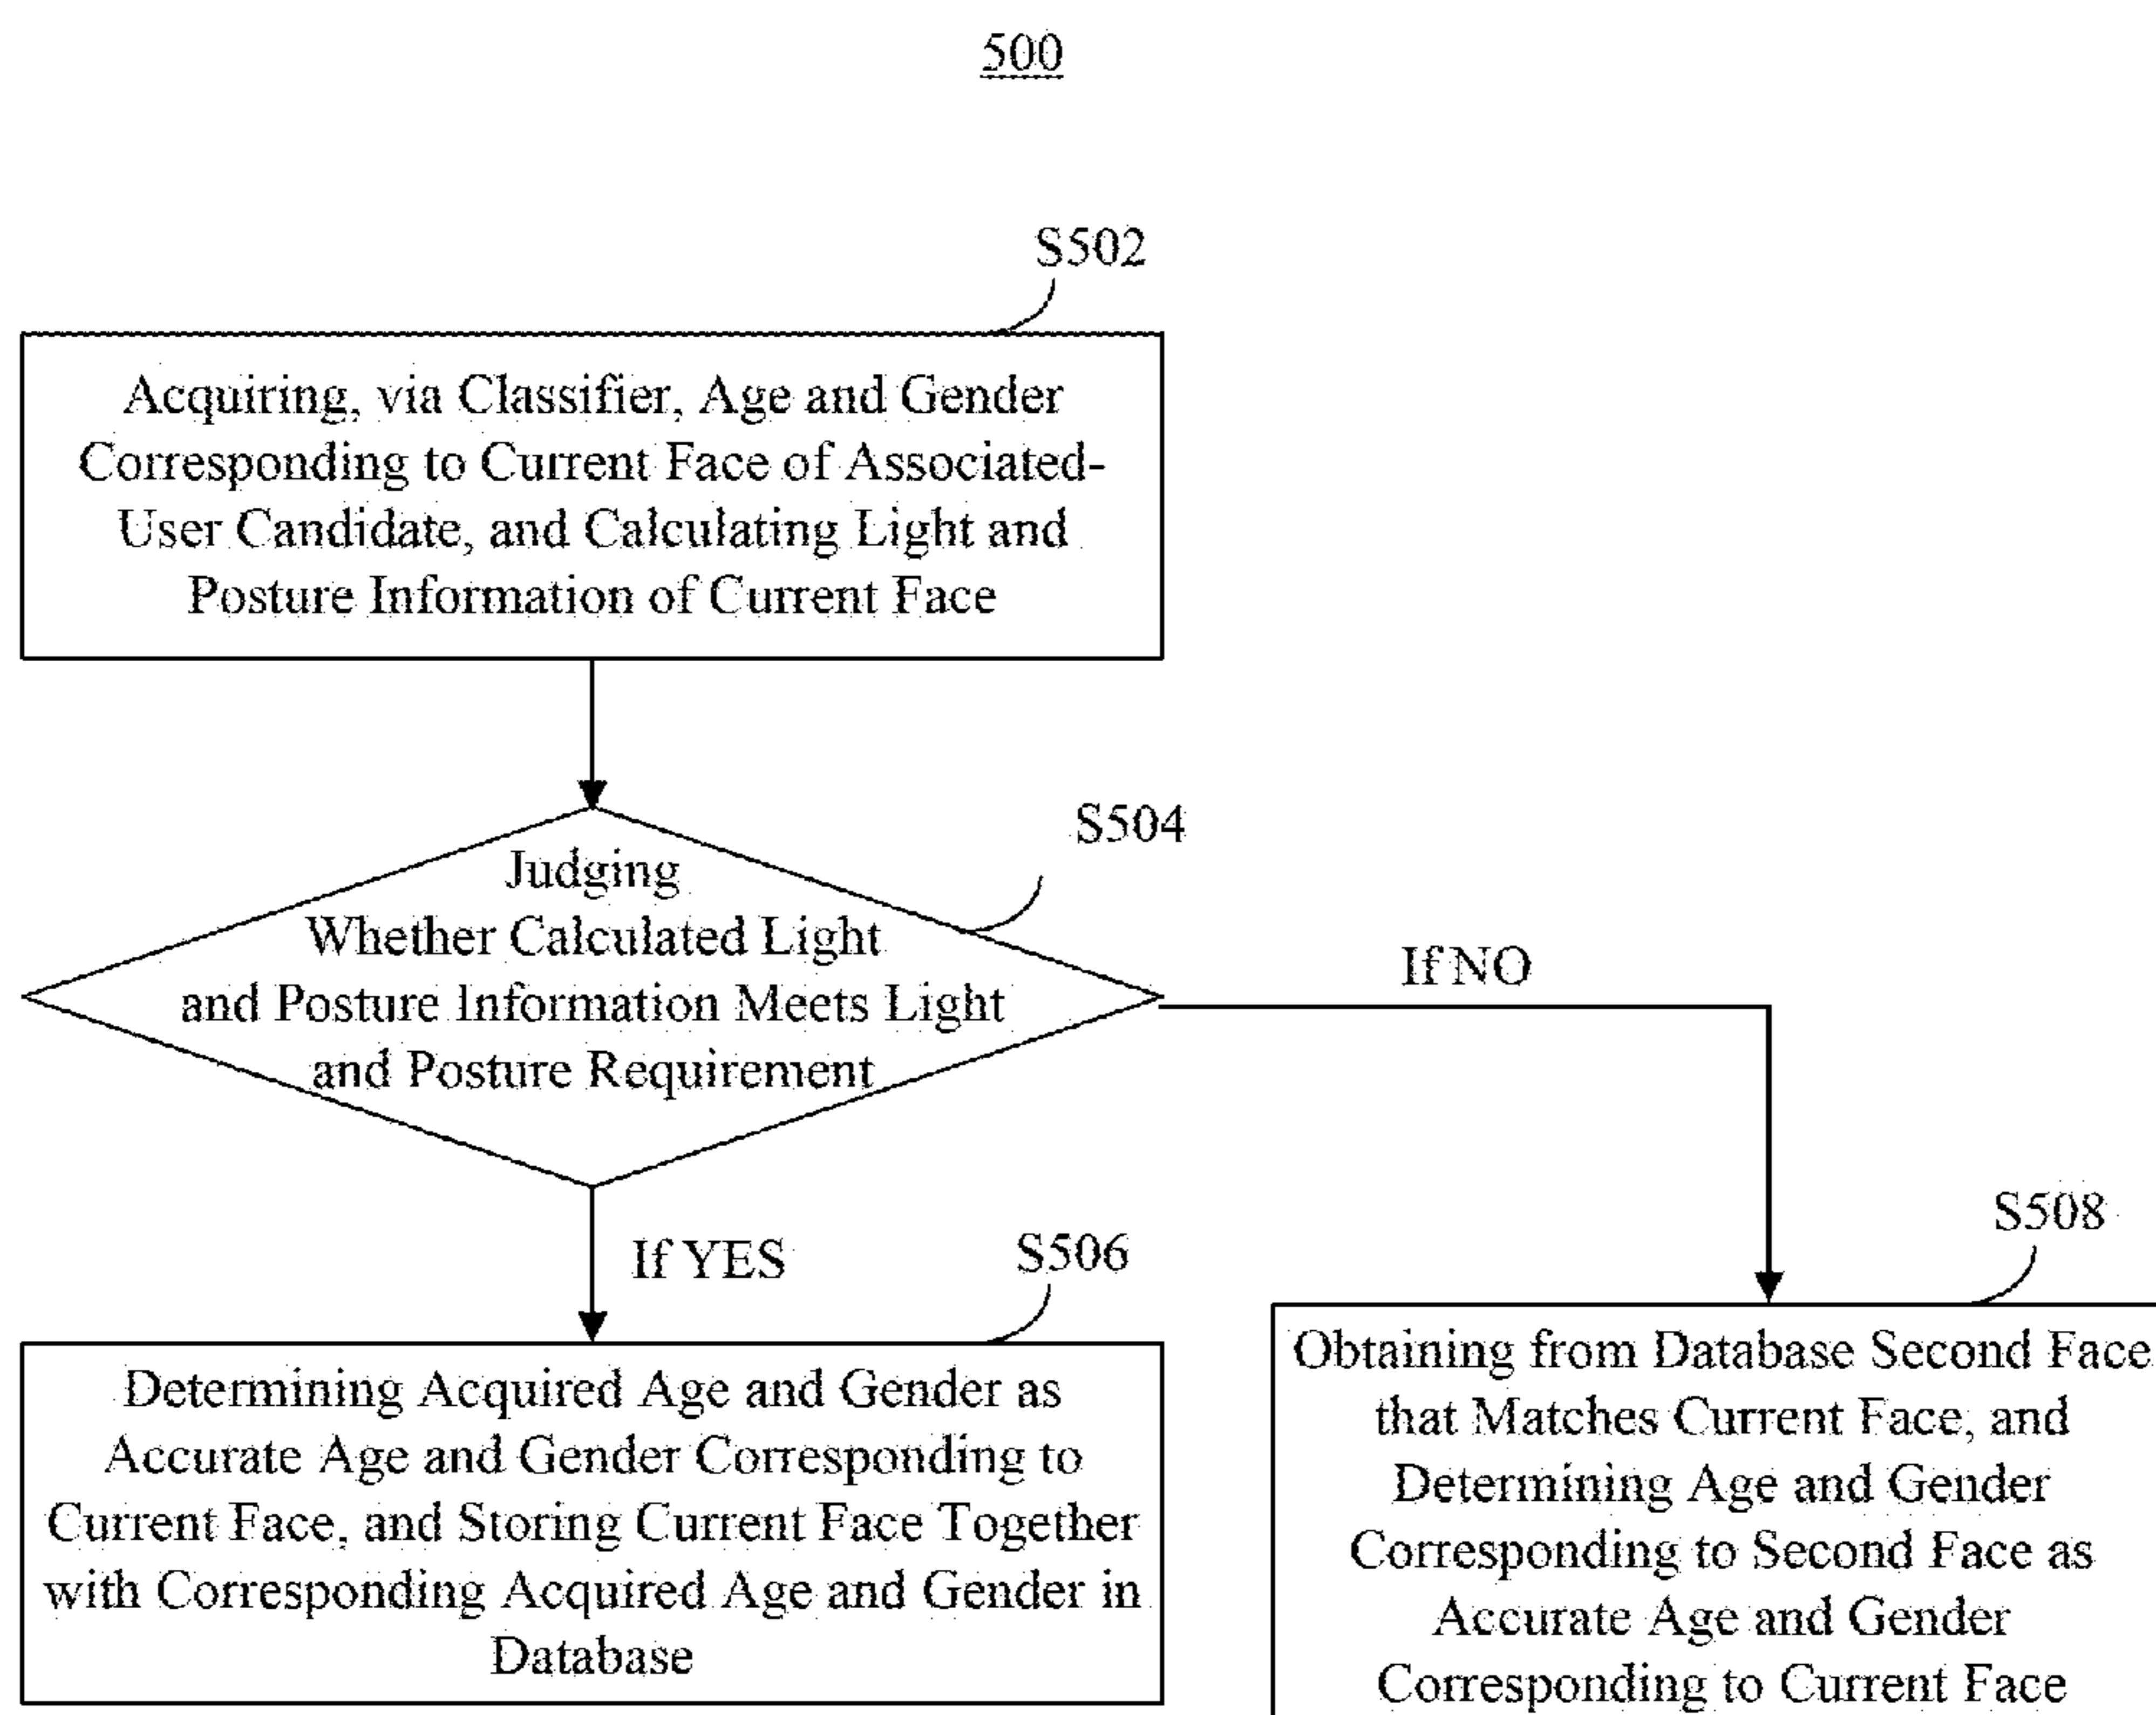 500
S502
Acquiring, via Classifier, Age and Gender
Corresponding to Current Face of Associated-
User Candidate, and Calculating Light and
Posture Information of Current Face
S504
Judging
Whether Calculated Light
and Posture Information Meets Light
and Posture Requirement
If NO
If YES
S506
Determining Acquired Age and Gender as
Accurate Age and Gender Corresponding to
Current Face, and Storing Current Face Together
with Corresponding Acquired Age and Gender in
Database
S508
Obtaining from Database Second Face
that Matches Current Face, and
Determining Age and Gender
Corresponding to Second Face as
Accurate Age and Gender
Corresponding to Current Face